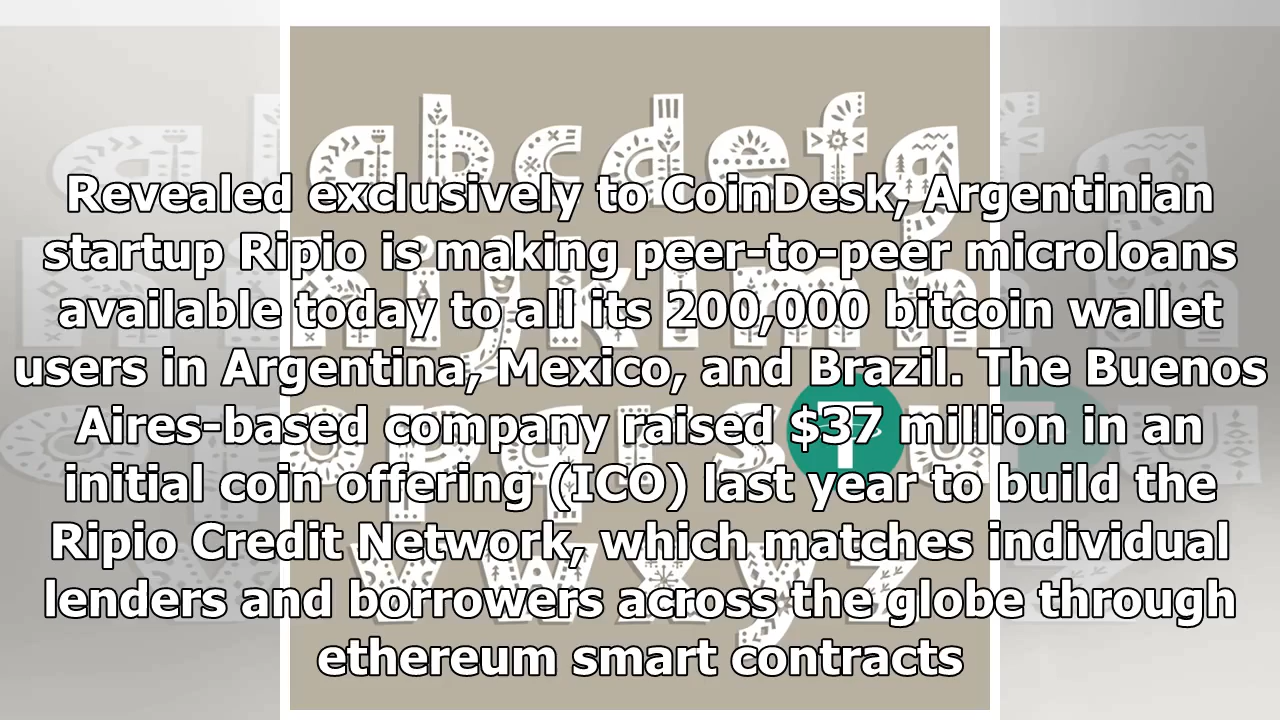 a b c d e f g
Revealed exclusively to CoinDesk, Argentinian
startup Ripio is making peer-to-peer microloans
h i j k l m n
available today to all its 200,000 bitcoin wallet
users in Argentina, Mexico, and Brazil. The Buenos
Aires-based company raised $37 million in an
o p q r s T u
initial coin offering (ICO) last year to build the
Ripio Credit Network, which matches individual
v w x y z
lenders and borrowers across the globe through
ethereum smart contracts